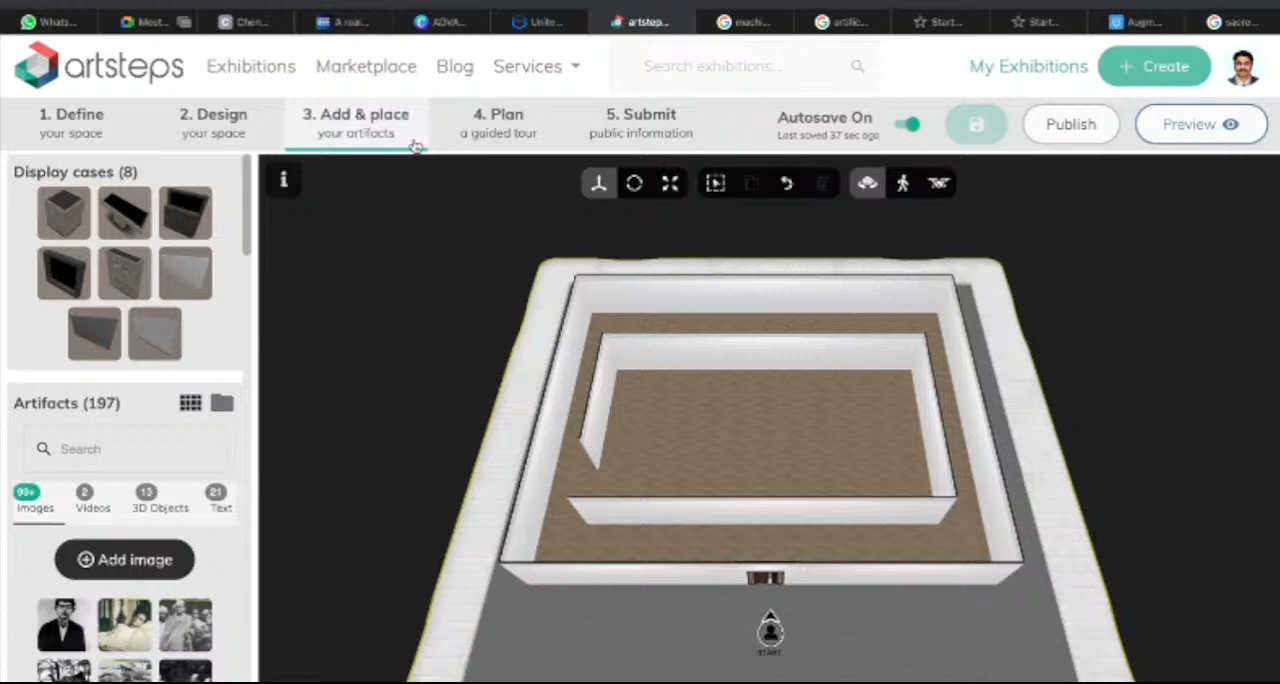 Whats...
Meet...
Chen...
A real...
ADVA...
Unite...
artstep...
machi...
artific...
Start...
Start...
Augm...
sacre...
artsteps
Exhibitions
Marketplace
Blog
Services
Search exhibitions...
My Exhibitions
+ Create
1. Define
your space
2. Design
your space
3. Add & place
your artifacts
4. Plan
a guided tour
5. Submit
public information
Autosave On
Last saved 37 sec ago
Publish
Preview
Display cases (8)
i
Artifacts (197)
Search
99+
Images
2
Videos
13
3D Objects
21
Text
Add image
START